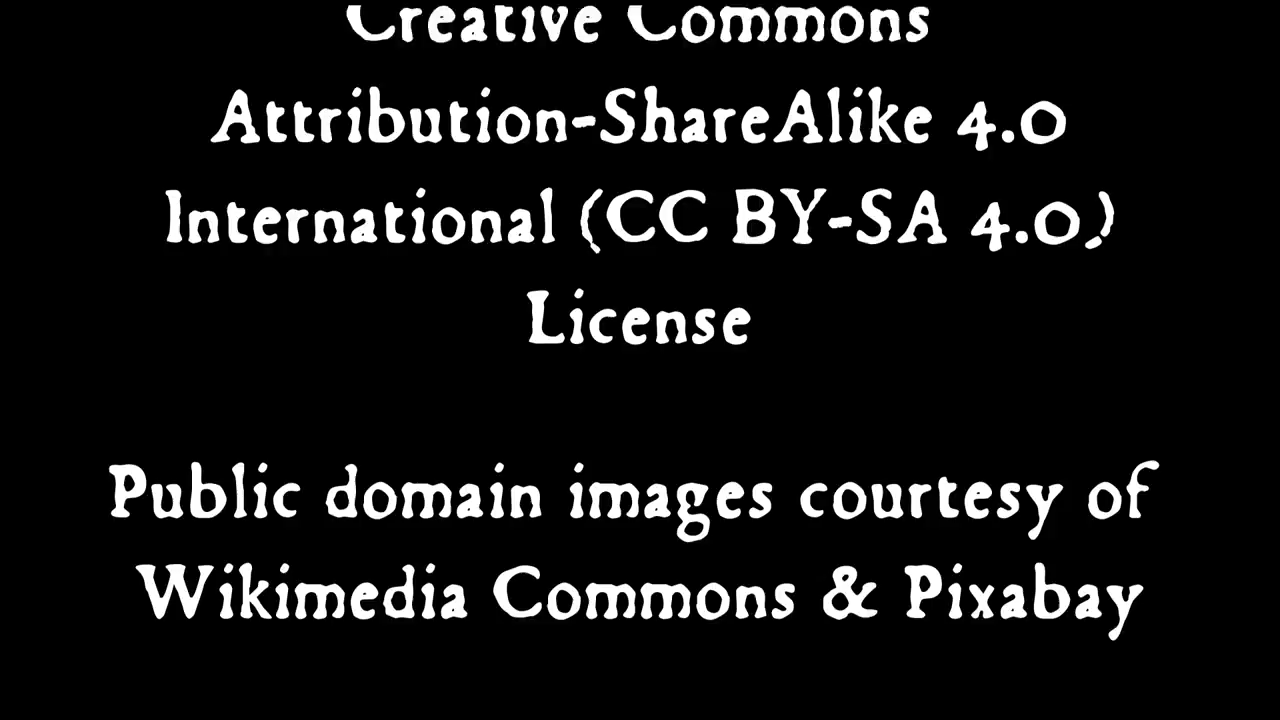 Creative Commons
Attribution-ShareAlike 4.0
International (CC BY-SA 4.0)
License
Public domain images courtesy of
Wikimedia Commons & Pixabay